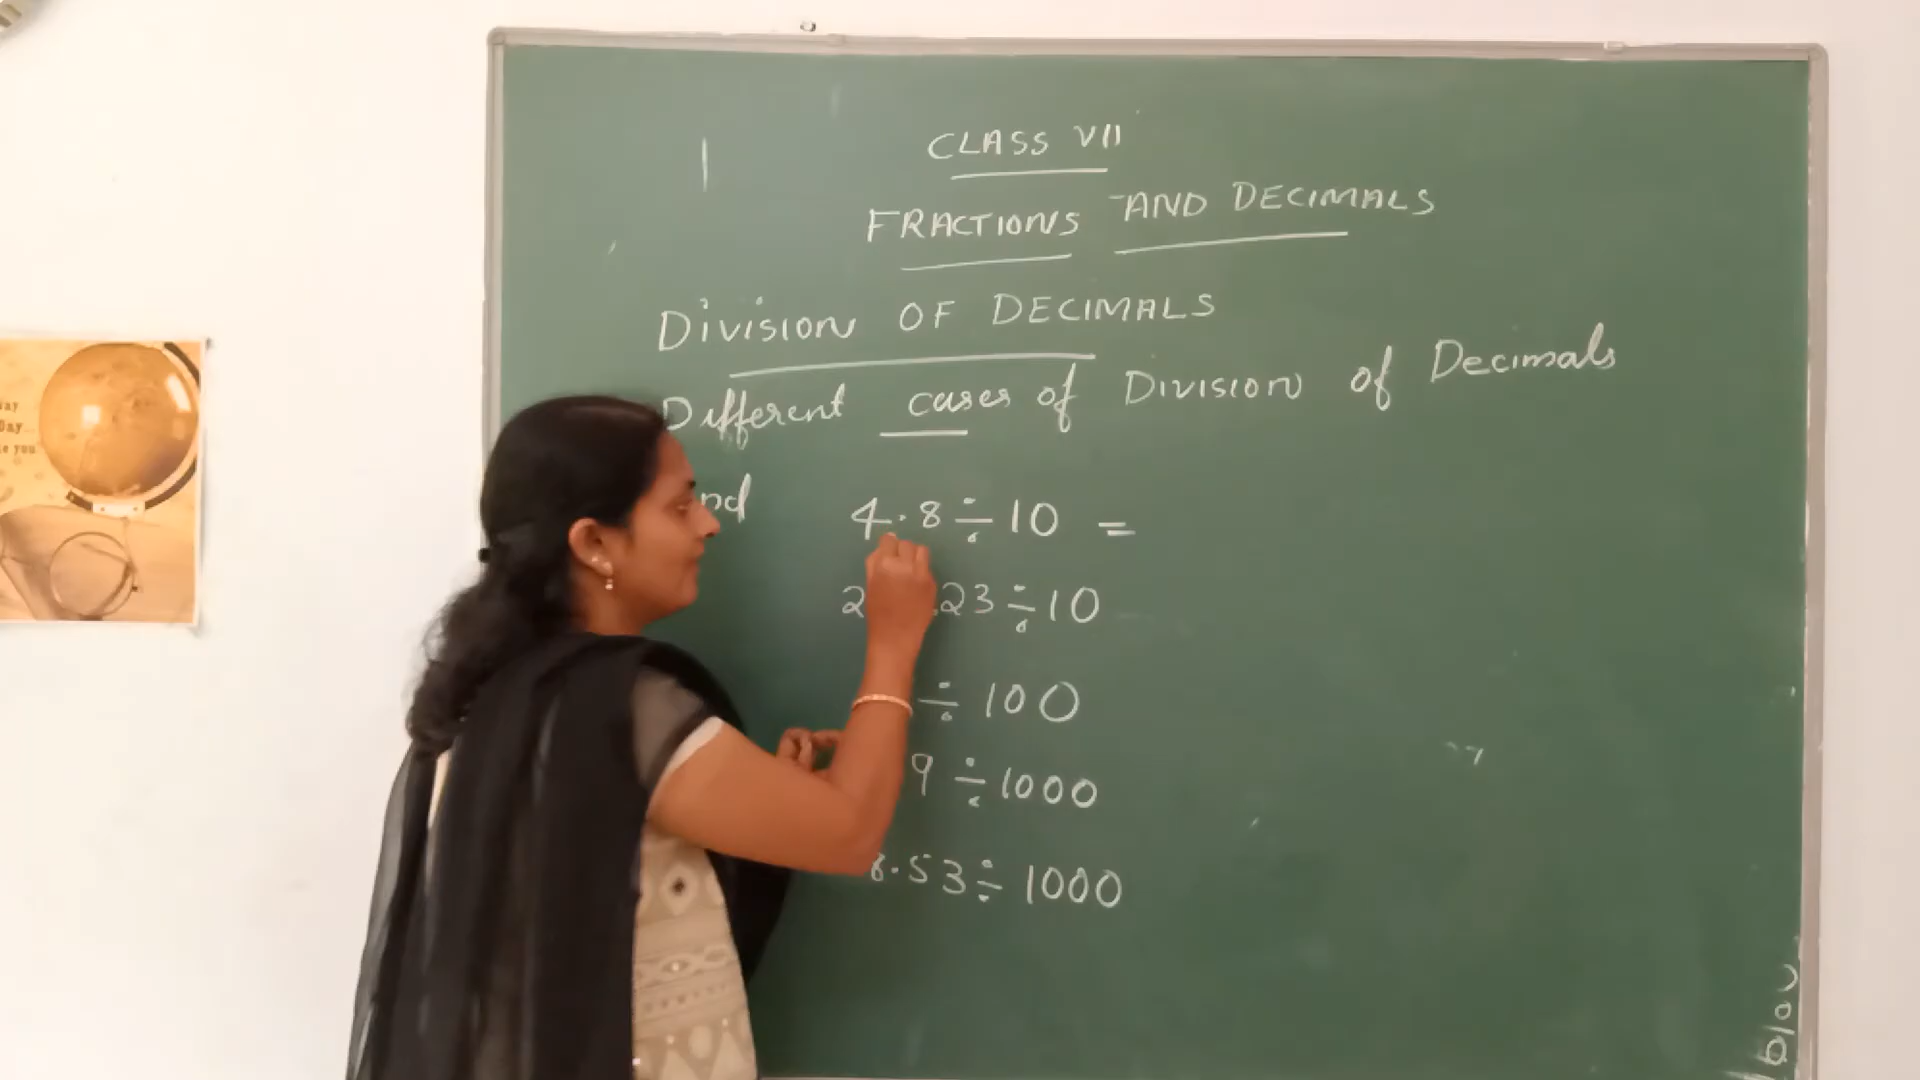 CLASS VII
FRACTIONS AND DECIMALS
DIVISION OF DECIMALS
Different cases of Division of Decimals
4.8 ÷ 10 =
2 .23 ÷ 10
÷ 100
9 ÷ 1000
8.53 ÷ 1000